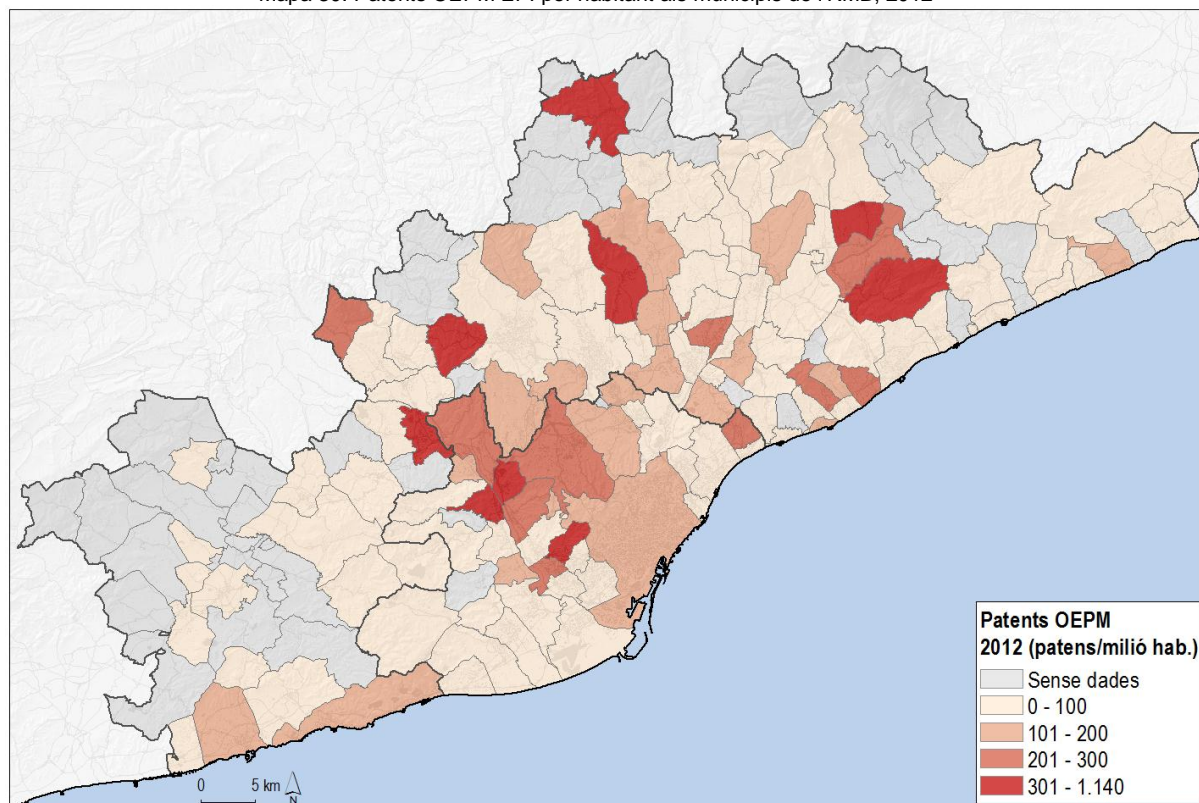 Patents OEPM
2012 (patens/milió hab.)
Sense dades
0 - 100
101 - 200
201 - 300
301 - 1.140
0 5 km
N